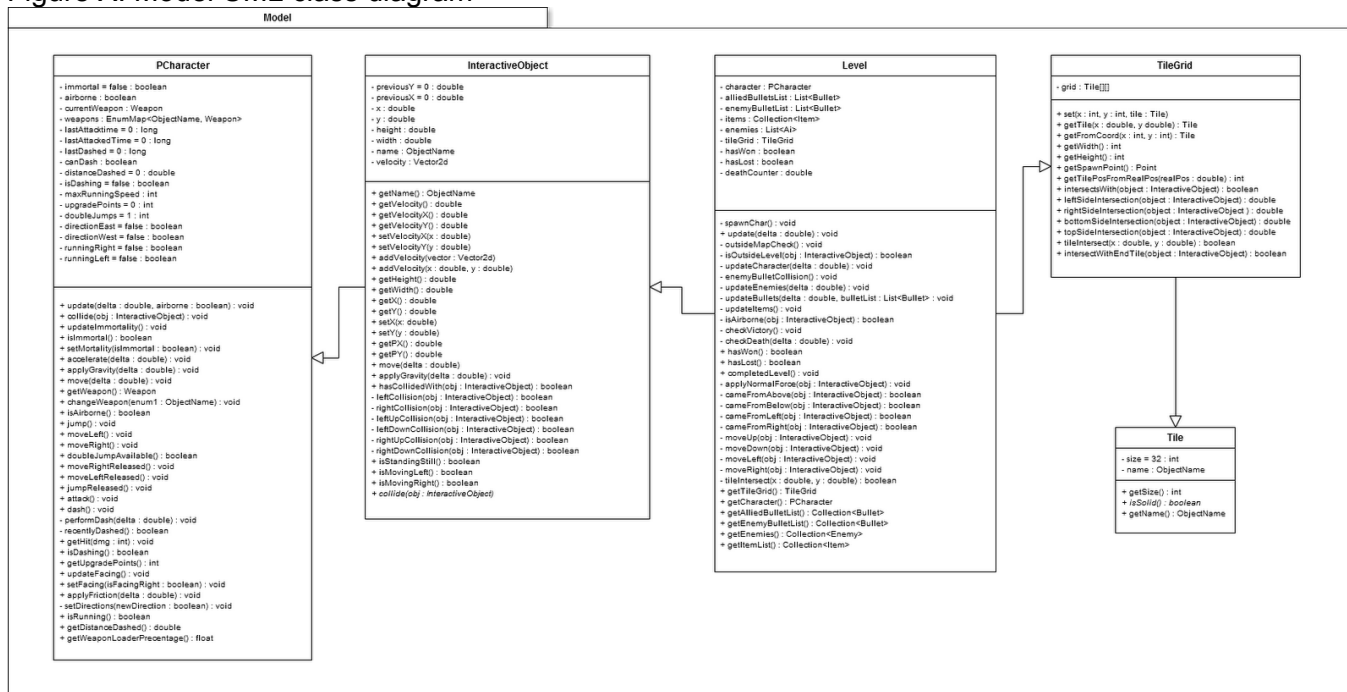 Model
PCharacter
- immortal = false : boolean
- airborne : boolean
- currentWeapon : Weapon
- weapons : EnumMap<ObjectName, Weapon>
- lastAttacktime = 0 : long
- lastAttackedTime = 0 : long
- lastDashed = 0 : long
- canDash : boolean
- distanceDashed = 0 : double
- isDashing = false : boolean
- maxRunningSpeed : int
- upgradePoints = 0 : int
- doubleJumps = 1 : int
- directionEast = false : boolean
- directionWest = false : boolean
- runningRight = false : boolean
- runningLeft = false : boolean
+ update(delta : double, airborne : boolean) : void
+ collide(obj : InteractiveObject) : void
+ updateImmortality() : void
+ isImmortal() : boolean
+ setMortality(isImmortal : boolean) : void
+ accelerate(delta : double) : void
+ applyGravity(delta : double) : void
+ move(delta : double) : void
+ getWeapon() : Weapon
+ changeWeapon(enum1 : ObjectName) : void
+ isAirborne() : boolean
+ jump() : void
+ moveLeft() : void
+ moveRight() : void
+ doubleJumpAvailable() : boolean
+ moveRightReleased() : void
+ moveLeftReleased() : void
+ jumpReleased() : void
+ attack() : void
+ dash() : void
- performDash(delta : double) : void
- recentlyDashed() : boolean
+ getHit(dmg : int) : void
+ isDashing() : boolean
+ getUpgradePoints() : int
+ updateFacing() : void
+ setFacing(isFacingRight : boolean) : void
+ applyFriction(delta : double) : void
- setDirections(newDirection : boolean) : void
+ isRunning() : boolean
+ getDistanceDashed() : double
+ getWeaponLoaderPrecentage() : float
InteractiveObject
- previousY = 0 : double
- previousX = 0 : double
- x : double
- y : double
- height : double
- width : double
- name : ObjectName
- velocity : Vector2d
+ getName() : ObjectName
+ getVelocity() : double
+ getVelocityX() : double
+ getVelocityY() : double
+ setVelocityX(x : double)
+ setVelocityY(y : double)
+ addVelocity(vector : Vector2d)
+ addVelocity(x : double, y : double)
+ getHeight() : double
+ getWidth() : double
+ getX() : double
+ getY() : double
+ setX(x: double)
+ setY(y : double)
+ getPX() : double
+ getPY() : double
+ move(delta : double)
+ applyGravity(delta : double) : void
+ hasCollidedWith(obj : InteractiveObject) : boolean
- leftCollision(obj : InteractiveObject) : boolean
- rightCollision(obj : InteractiveObject) : boolean
- leftUpCollision(obj : InteractiveObject) : boolean
- leftDownCollision(obj : InteractiveObject) : boolean
- rightUpCollision(obj : InteractiveObject) : boolean
- rightDownCollision(obj : InteractiveObject) : boolean
+ isStandingStill() : boolean
+ isMovingLeft() : boolean
+ isMovingRight() : boolean
+ collide(obj : InteractiveObject)
Level
- character : PCharacter
- alliedBulletsList : List<Bullet>
- enemyBulletList : List<Bullet>
- items : Collection<Item>
- enemies : List<Ai>
- tileGrid : TileGrid
- hasWon : boolean
- hasLost : boolean
- deathCounter : double
- spawnChar() : void
+ update(delta : double) : void
- outsideMapCheck() : void
- isOutsideLevel(obj : InteractiveObject) : boolean
- updateCharacter(delta : double) : void
- enemyBulletCollision() : void
- updateEnemies(delta : double) : void
- updateBullets(delta : double, bulletList : List<Bullet> : void
- updateItems() : void
- isAirborne(obj : InteractiveObject) : boolean
- checkVictory() : void
- checkDeath(delta : double) : void
+ hasWon() : boolean
+ hasLost() : boolean
+ completedLevel() : void
- applyNormalForce(obj : InteractiveObject) : void
- cameFromAbove(obj : InteractiveObject) : boolean
- cameFromBelow(obj : InteractiveObject) : boolean
- cameFromLeft(obj : InteractiveObject) : boolean
- cameFromRight(obj : InteractiveObject) : boolean
- moveUp(obj : InteractiveObject) : void
- moveDown(obj : InteractiveObject) : void
- moveLeft(obj : InteractiveObject) : void
- moveRight(obj : InteractiveObject) : void
- tileIntersect(x : double, y : double) : boolean
+ getTileGrid() : TileGrid
+ getCharacter() : PCharacter
+ getAlliedBulletList() : Collection<Bullet>
+ getEnemyBulletList() : Collection<Bullet>
+ getEnemies() : Collection<Enemy>
+ getItemList() : Collection<Item>
TileGrid
- grid : Tile[][]
+ set(x : int, y : int, tile : Tile)
+ getTile(x : double, y double) : Tile
+ getFromCoord(x : int, y : int) : Tile
+ getWidth() : int
+ getHeight() : int
+ getSpawnPoint() : Point
+ getTilePosFromRealPos(realPos : double) : int
+ intersectsWith(object : InteractiveObject) : boolean
+ leftSideIntersection(object : InteractiveObject) : double
+ rightSideIntersection(object : InteractiveObject ) : double
+ bottomSideIntersection(object : InteractiveObject) : double
+ topSideIntersection(object : InteractiveObject) : double
+ tileIntersect(x : double, y : double) : boolean
+ intersectWithEndTile(object : InteractiveObject) : boolean
Tile
- size = 32 : int
- name : ObjectName
+ getSize() : int
+ isSolid() : boolean
+ getName() : ObjectName